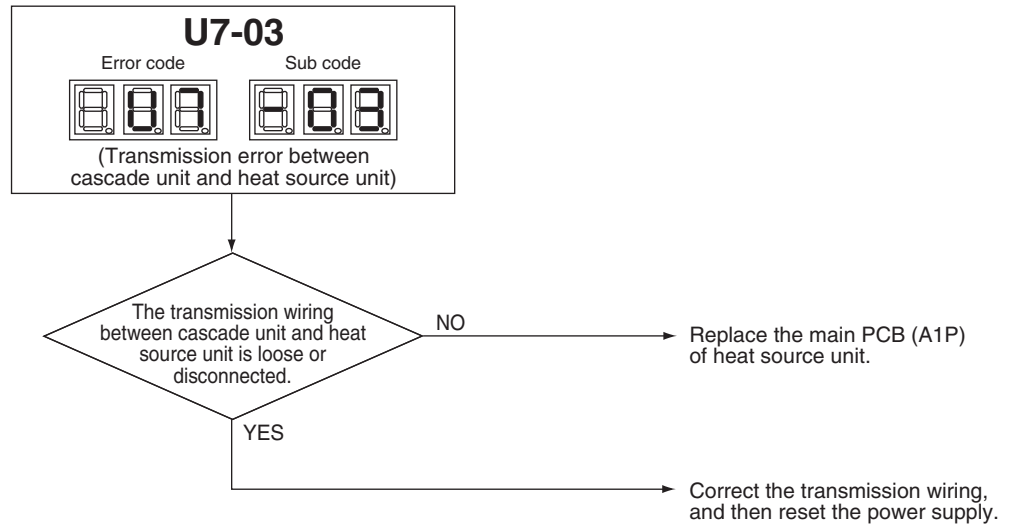 U7-03
Error code
Sub code
U7
-03
(Transmission error between
cascade unit and heat source unit)
The transmission wiring
between cascade unit and heat
source unit is loose or
disconnected.
NO
Replace the main PCB (A1P)
of heat source unit.
YES
Correct the transmission wiring,
and then reset the power supply.